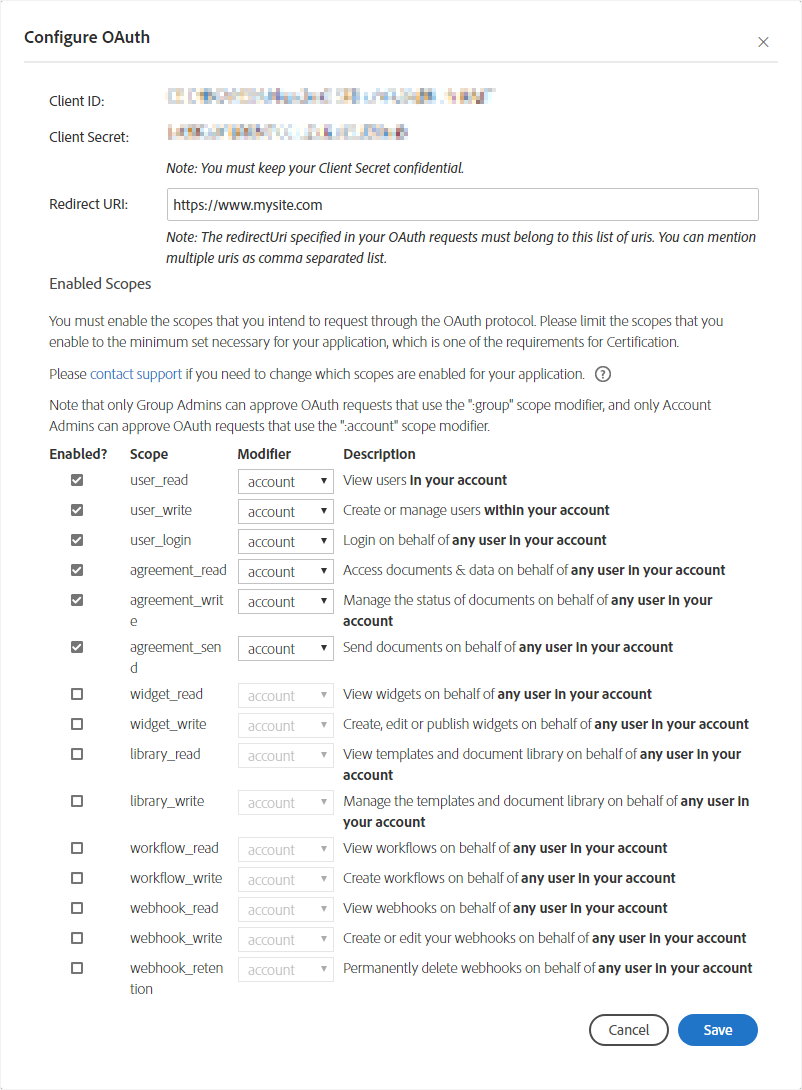 Configure OAuth
Client ID:
Client Secret:
Note: You must keep your Client Secret confidential.
Redirect URI: https://www.mysite.com
Note: The redirectUri specified in your OAuth requests must belong to this list of uris. You can mention
multiple uris as comma separated list.
Enabled Scopes
You must enable the scopes that you intend to request through the OAuth protocol. Please limit the scopes that you
enable to the minimum set necessary for your application, which is one of the requirements for Certification.
Please contact support if you need to change which scopes are enabled for your application. ?
Note that only Group Admins can approve OAuth requests that use the ":group" scope modifier, and only Account
Admins can approve OAuth requests that use the ":account" scope modifier.
Enabled? Scope Modifier Description
user_read account View users in your account
user_write account Create or manage users within your account
user_login account Login on behalf of any user in your account
agreement_read account Access documents & data on behalf of any user in your account
agreement_writ account Manage the status of documents on behalf of any user in your
e account
agreement_sen account Send documents on behalf of any user in your account
d
widget_read account View widgets on behalf of any user in your account
widget_write account Create, edit or publish widgets on behalf of any user in your account
library_read account View templates and document library on behalf of any user in your
account
library_write account Manage the templates and document library on behalf of any user in
your account
workflow_read account View workflows on behalf of any user in your account
workflow_write account Create workflows on behalf of any user in your account
webhook_read account View webhooks on behalf of any user in your account
webhook_write account Create or edit your webhooks on behalf of any user in your account
webhook_reten account Permanently delete webhooks on behalf of any user in your account
tion
Cancel Save